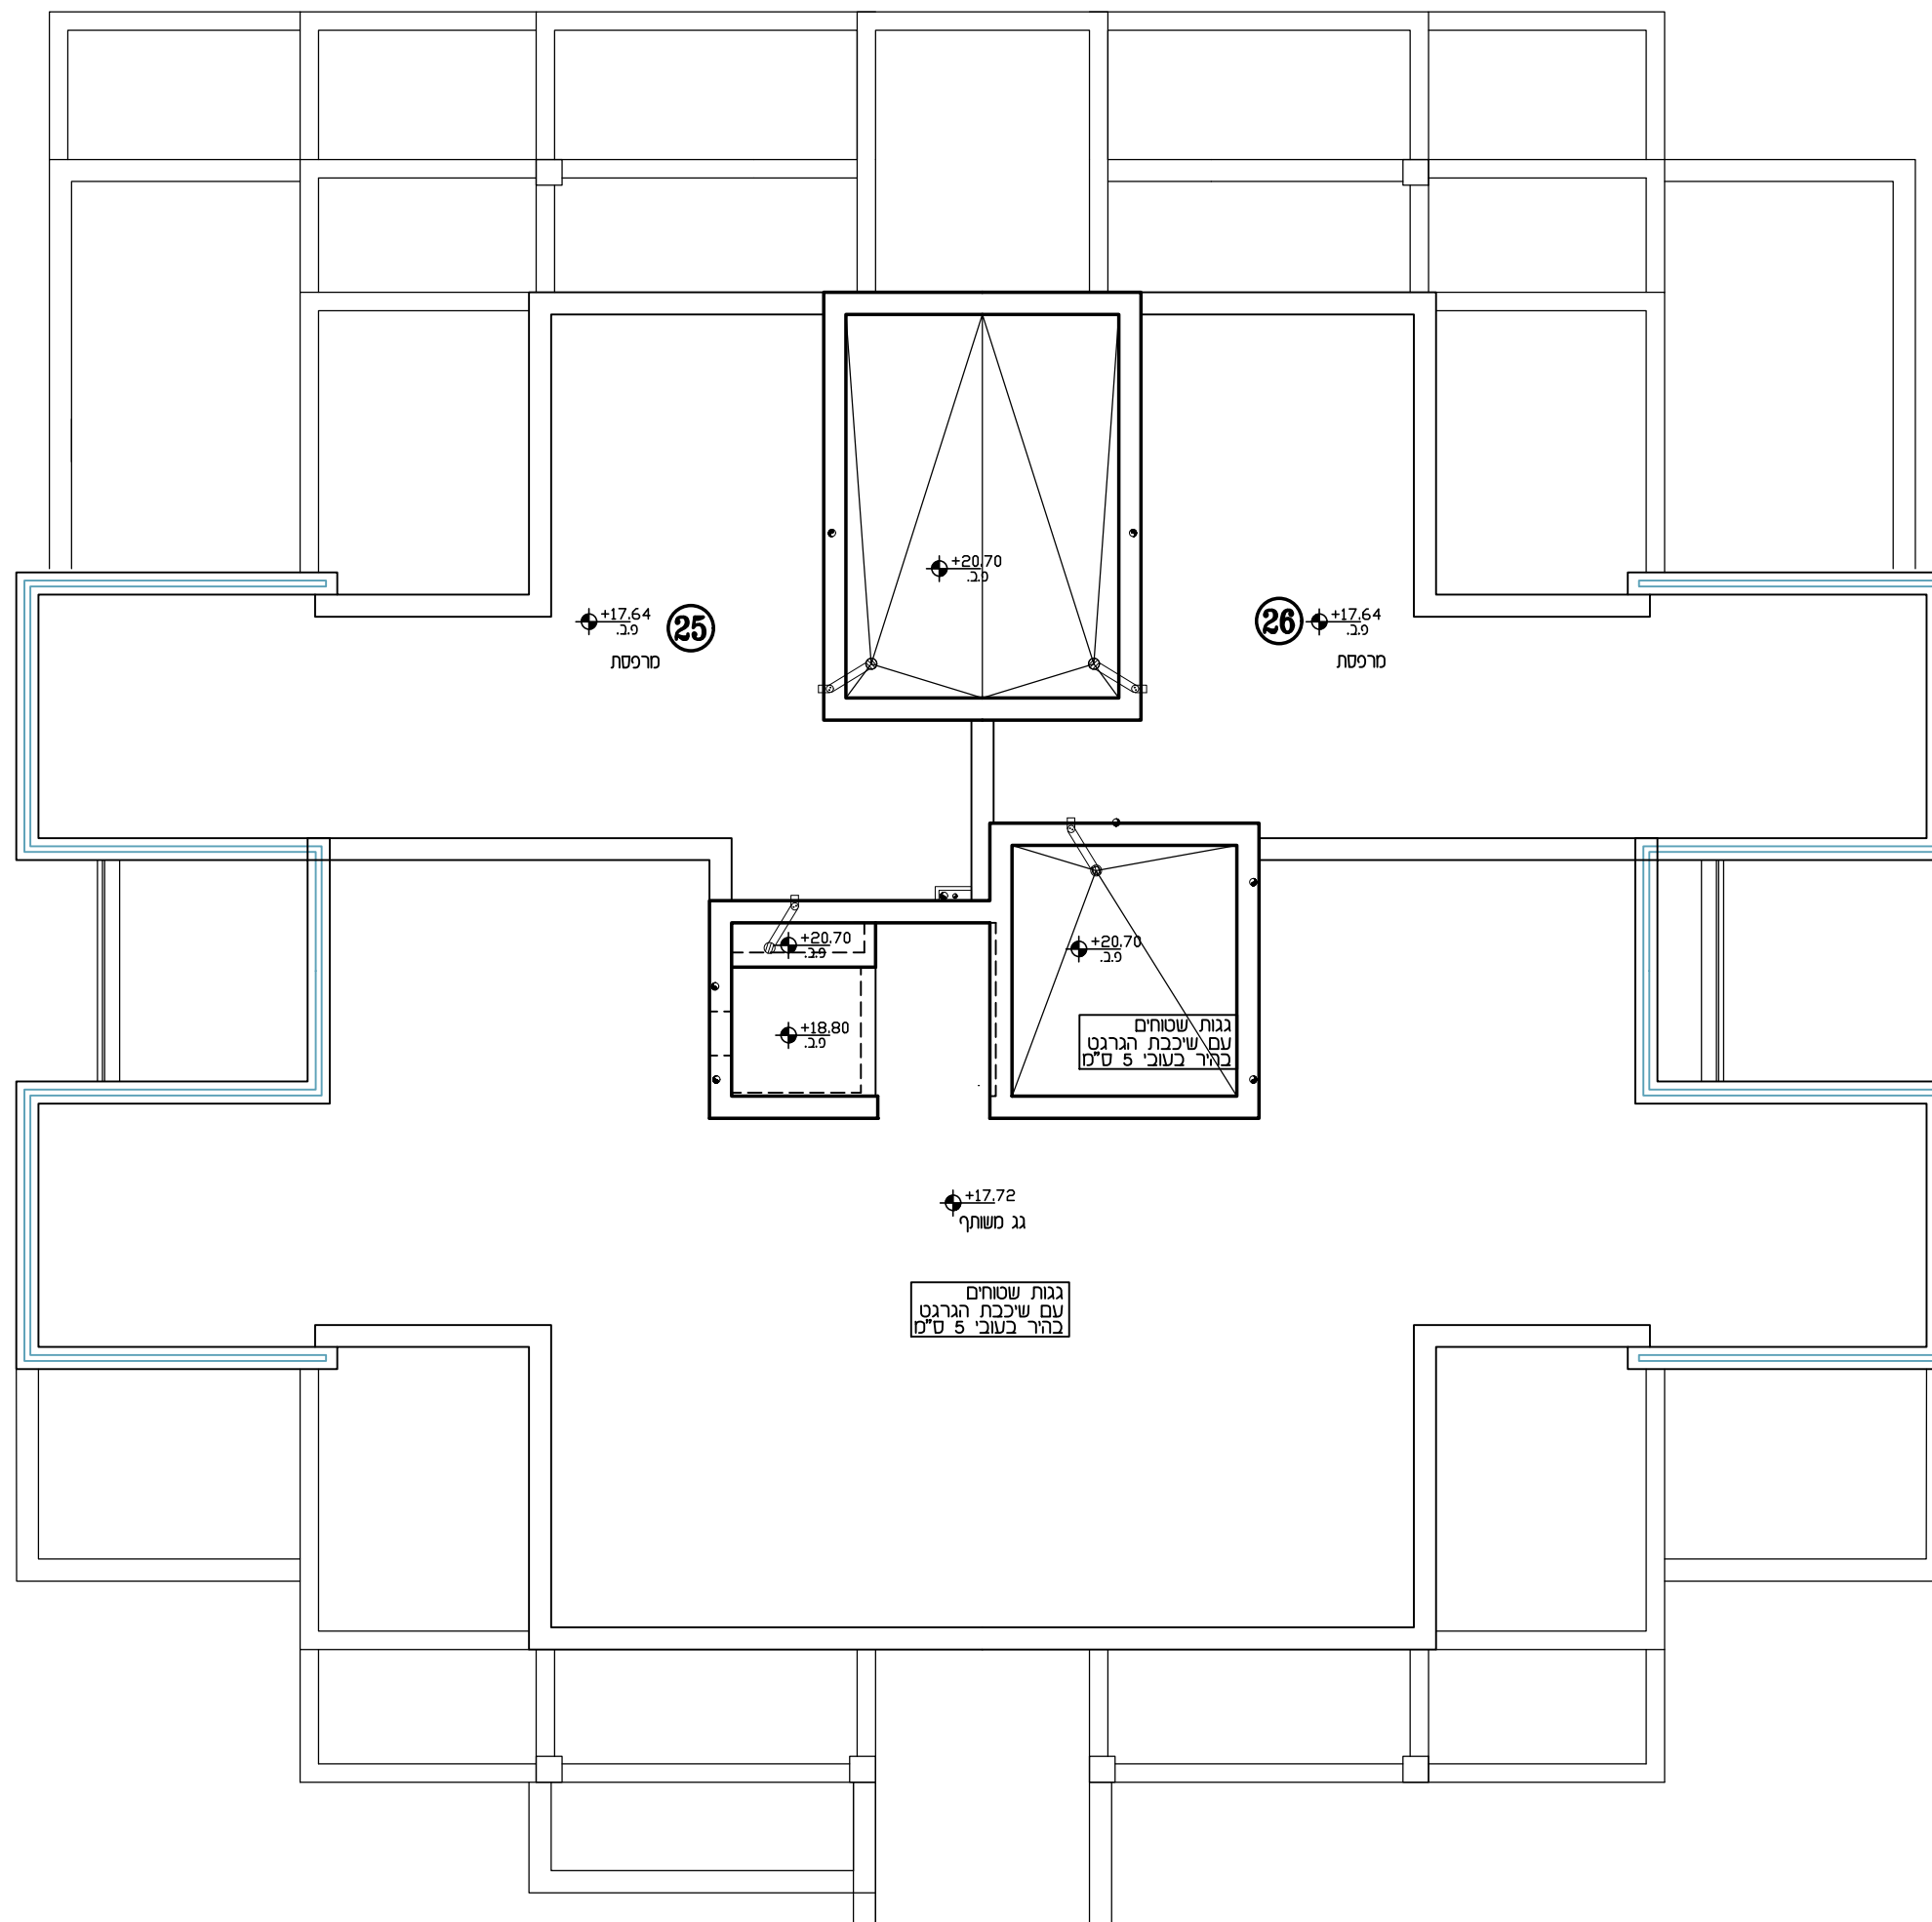 +20.70
פ.ב.
+17.64
פ.ב.
25
מרפסת
26
+17.64
פ.ב.
מרפסת
+20.70
פ.ב.
+20.70
פ.ב.
+18.80
פ.ב.
גגות שטוחים
עם שיכבת הגרגט
בהיר בעובי 5 ס"מ
+17.72
גג משותף
גגות שטוחים
עם שיכבת הגרגט
בהיר בעובי 5 ס"מ